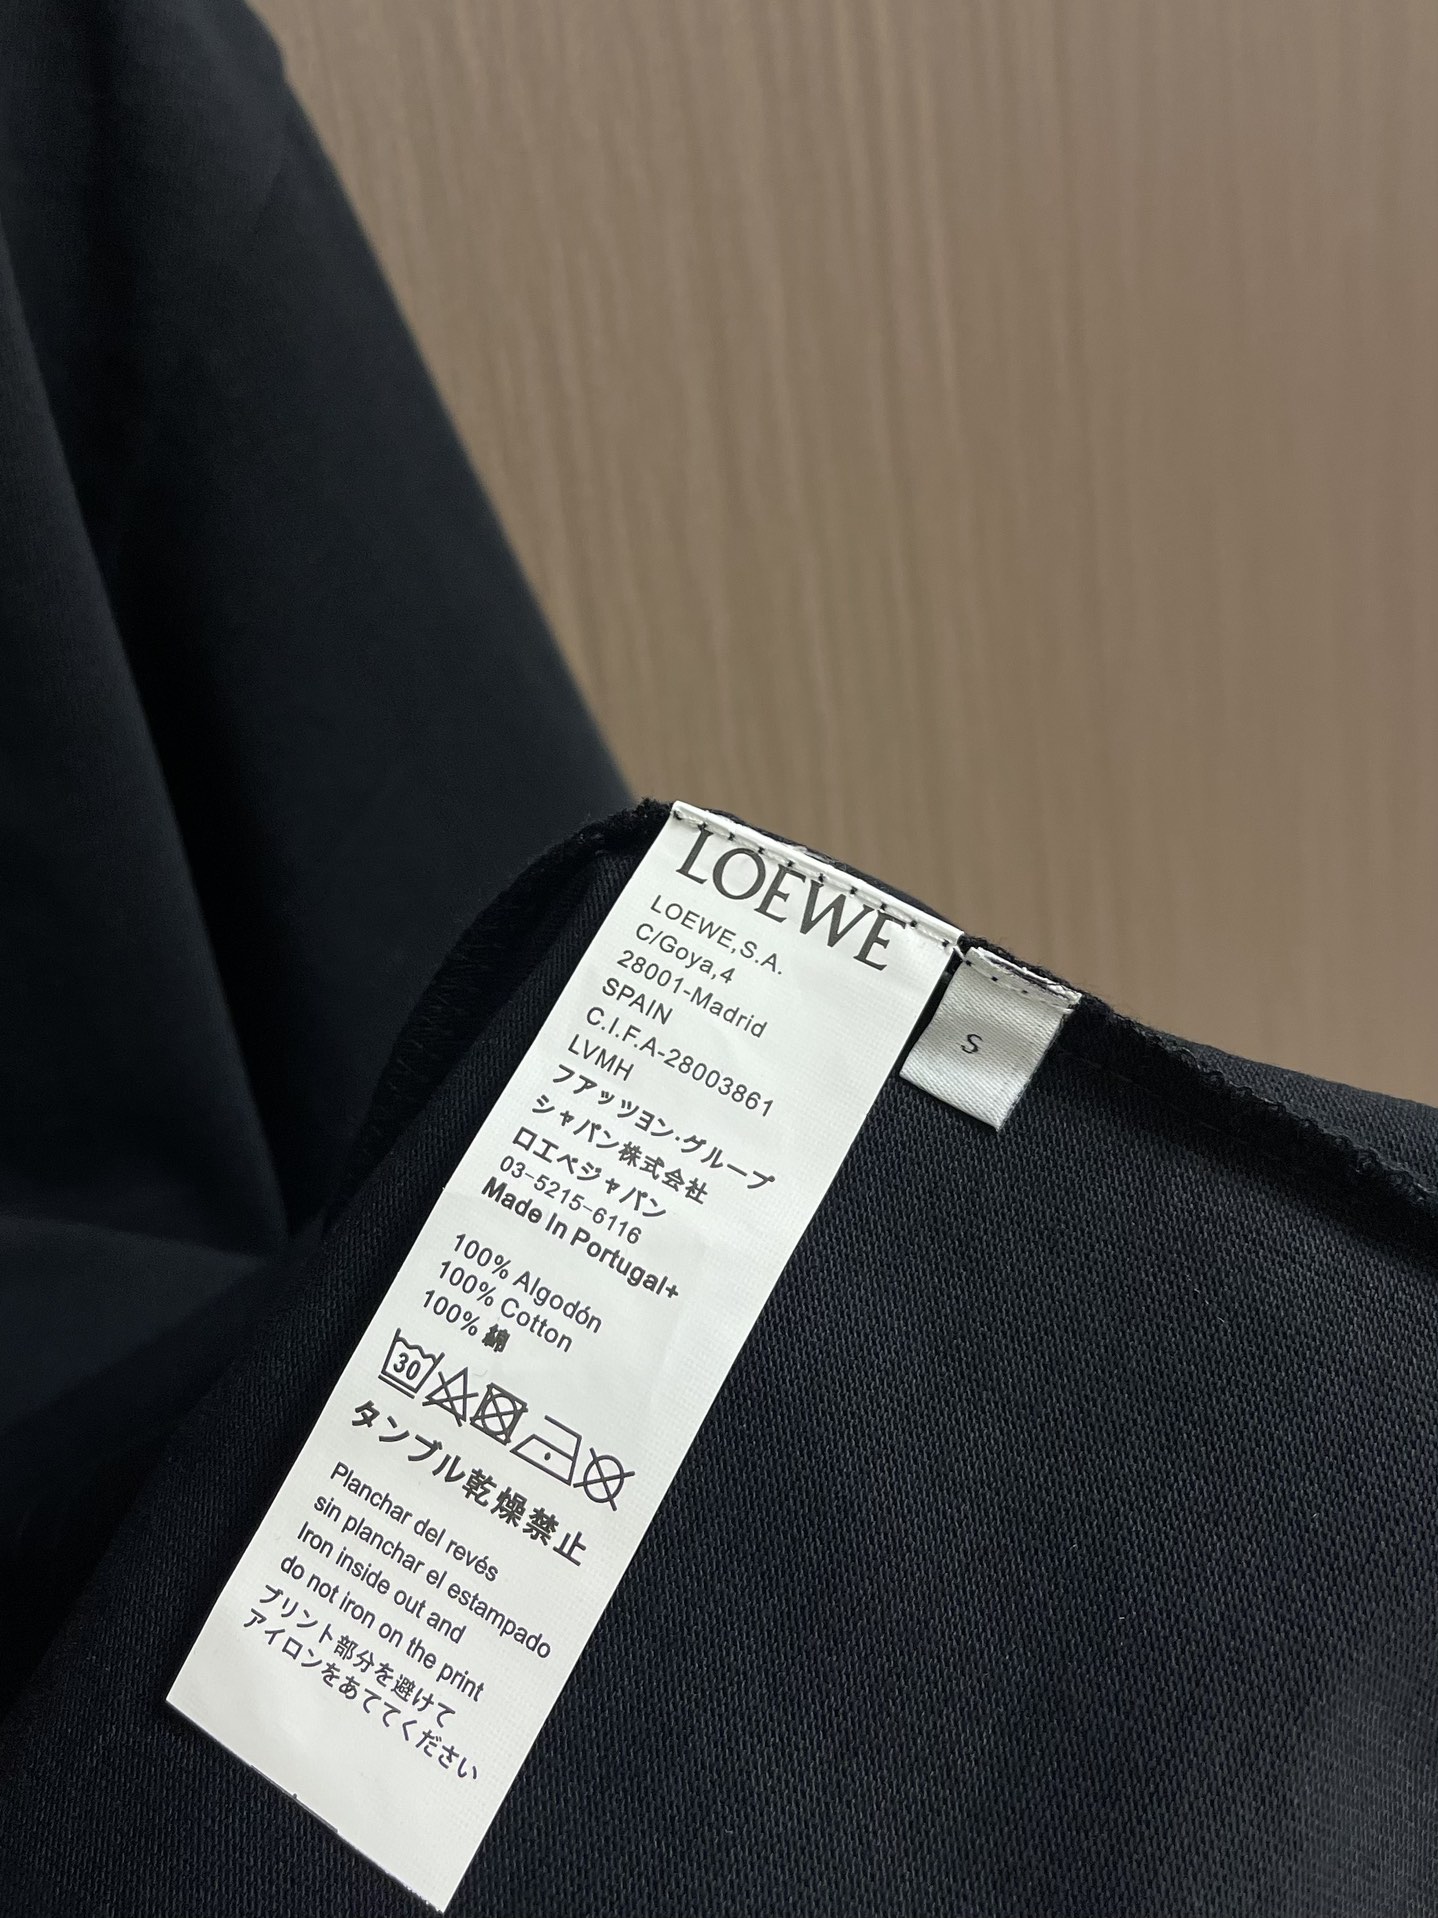 LOEWE
LOEWE,S.A.
C/Goya,4
28001-Madrid
SPAIN
C.I.F.A-28003861
LVMH
フアッツヨン·グループ
シャパン株式会社
ロエベジャパン
03-5215-6116
Made In Portugal+
100% Algodón
100% Cotton
100% 綿
30
タンブル乾燥禁止
Planchar del revés
sin planchar el estampado
Iron inside out and
do not iron on the print
プリント部分を避けて
アイロンをあててください
S